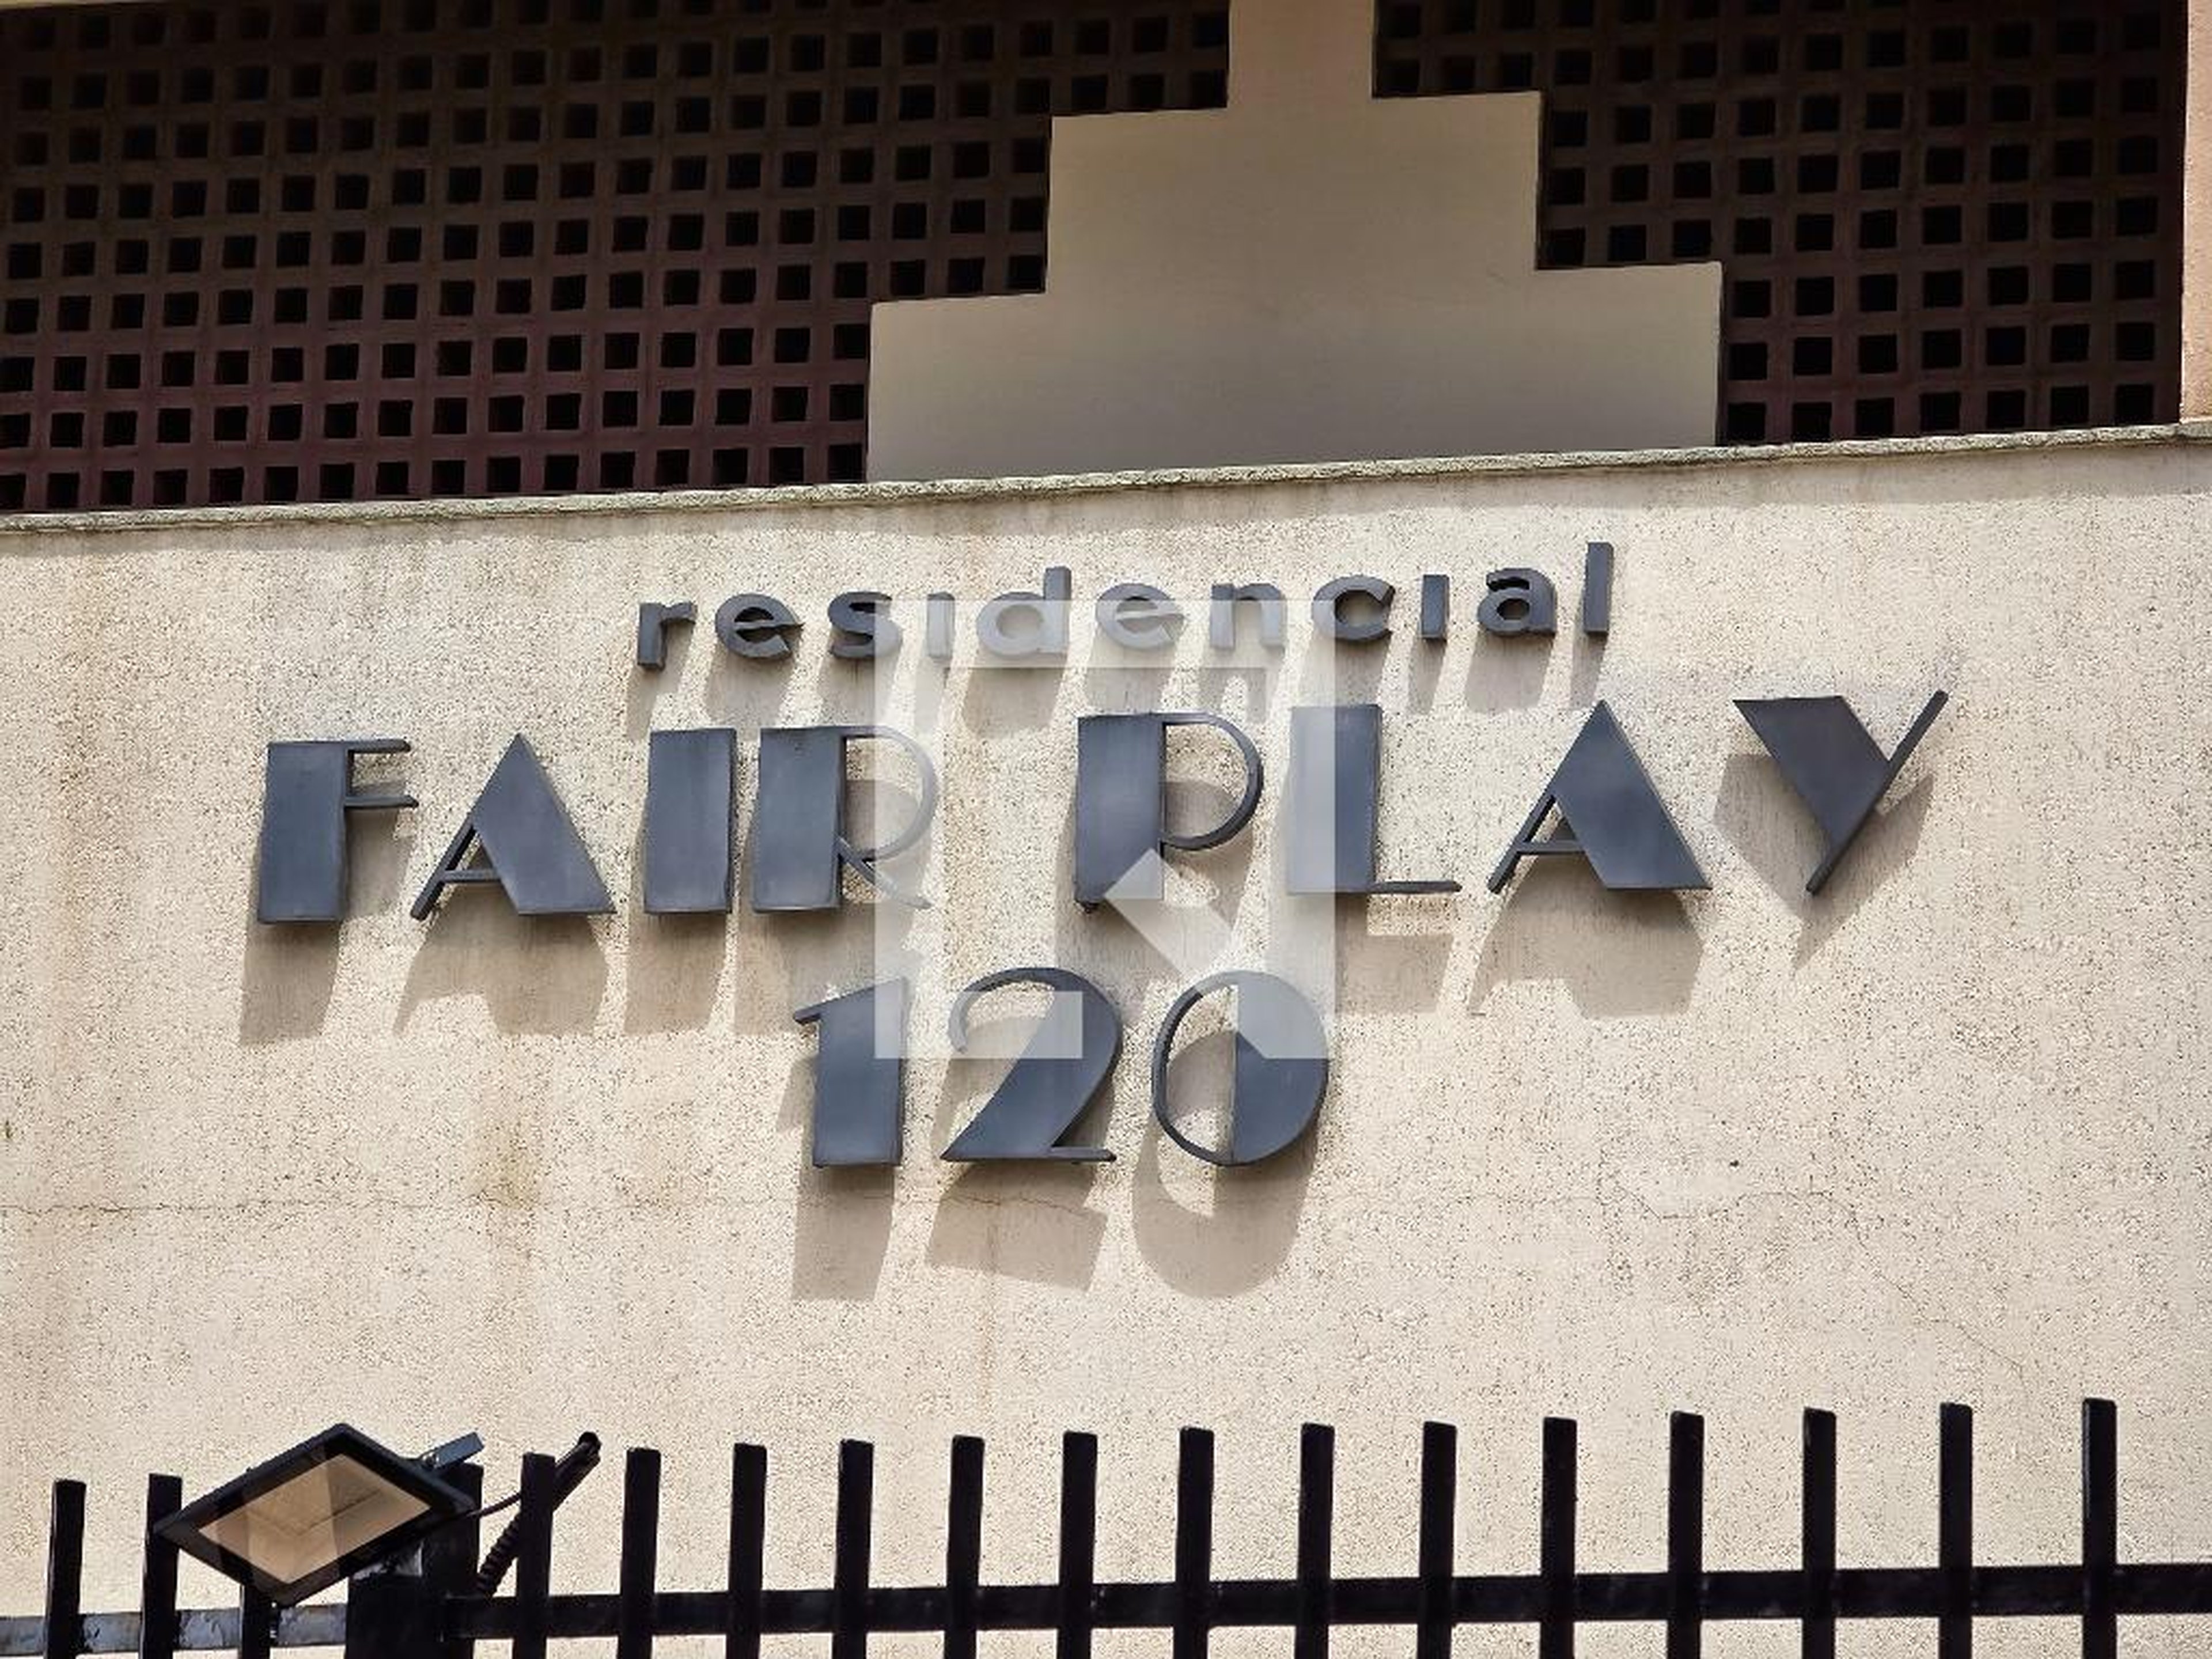 residencial
FAIR PLAY
120